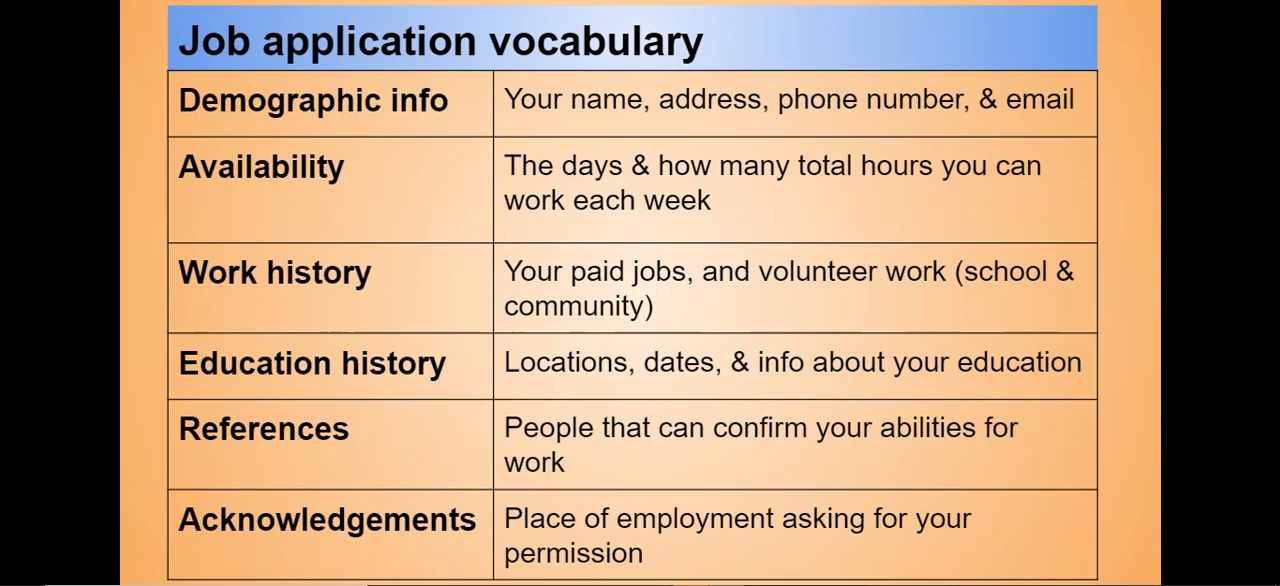 Job application vocabulary
Demographic info
Your name, address, phone number, & email
Availability
The days & how many total hours you can
work each week
Work history
Your paid jobs, and volunteer work (school &
community)
Education history
Locations, dates, & info about your education
References
People that can confirm your abilities for
work
Acknowledgements
Place of employment asking for your
permission